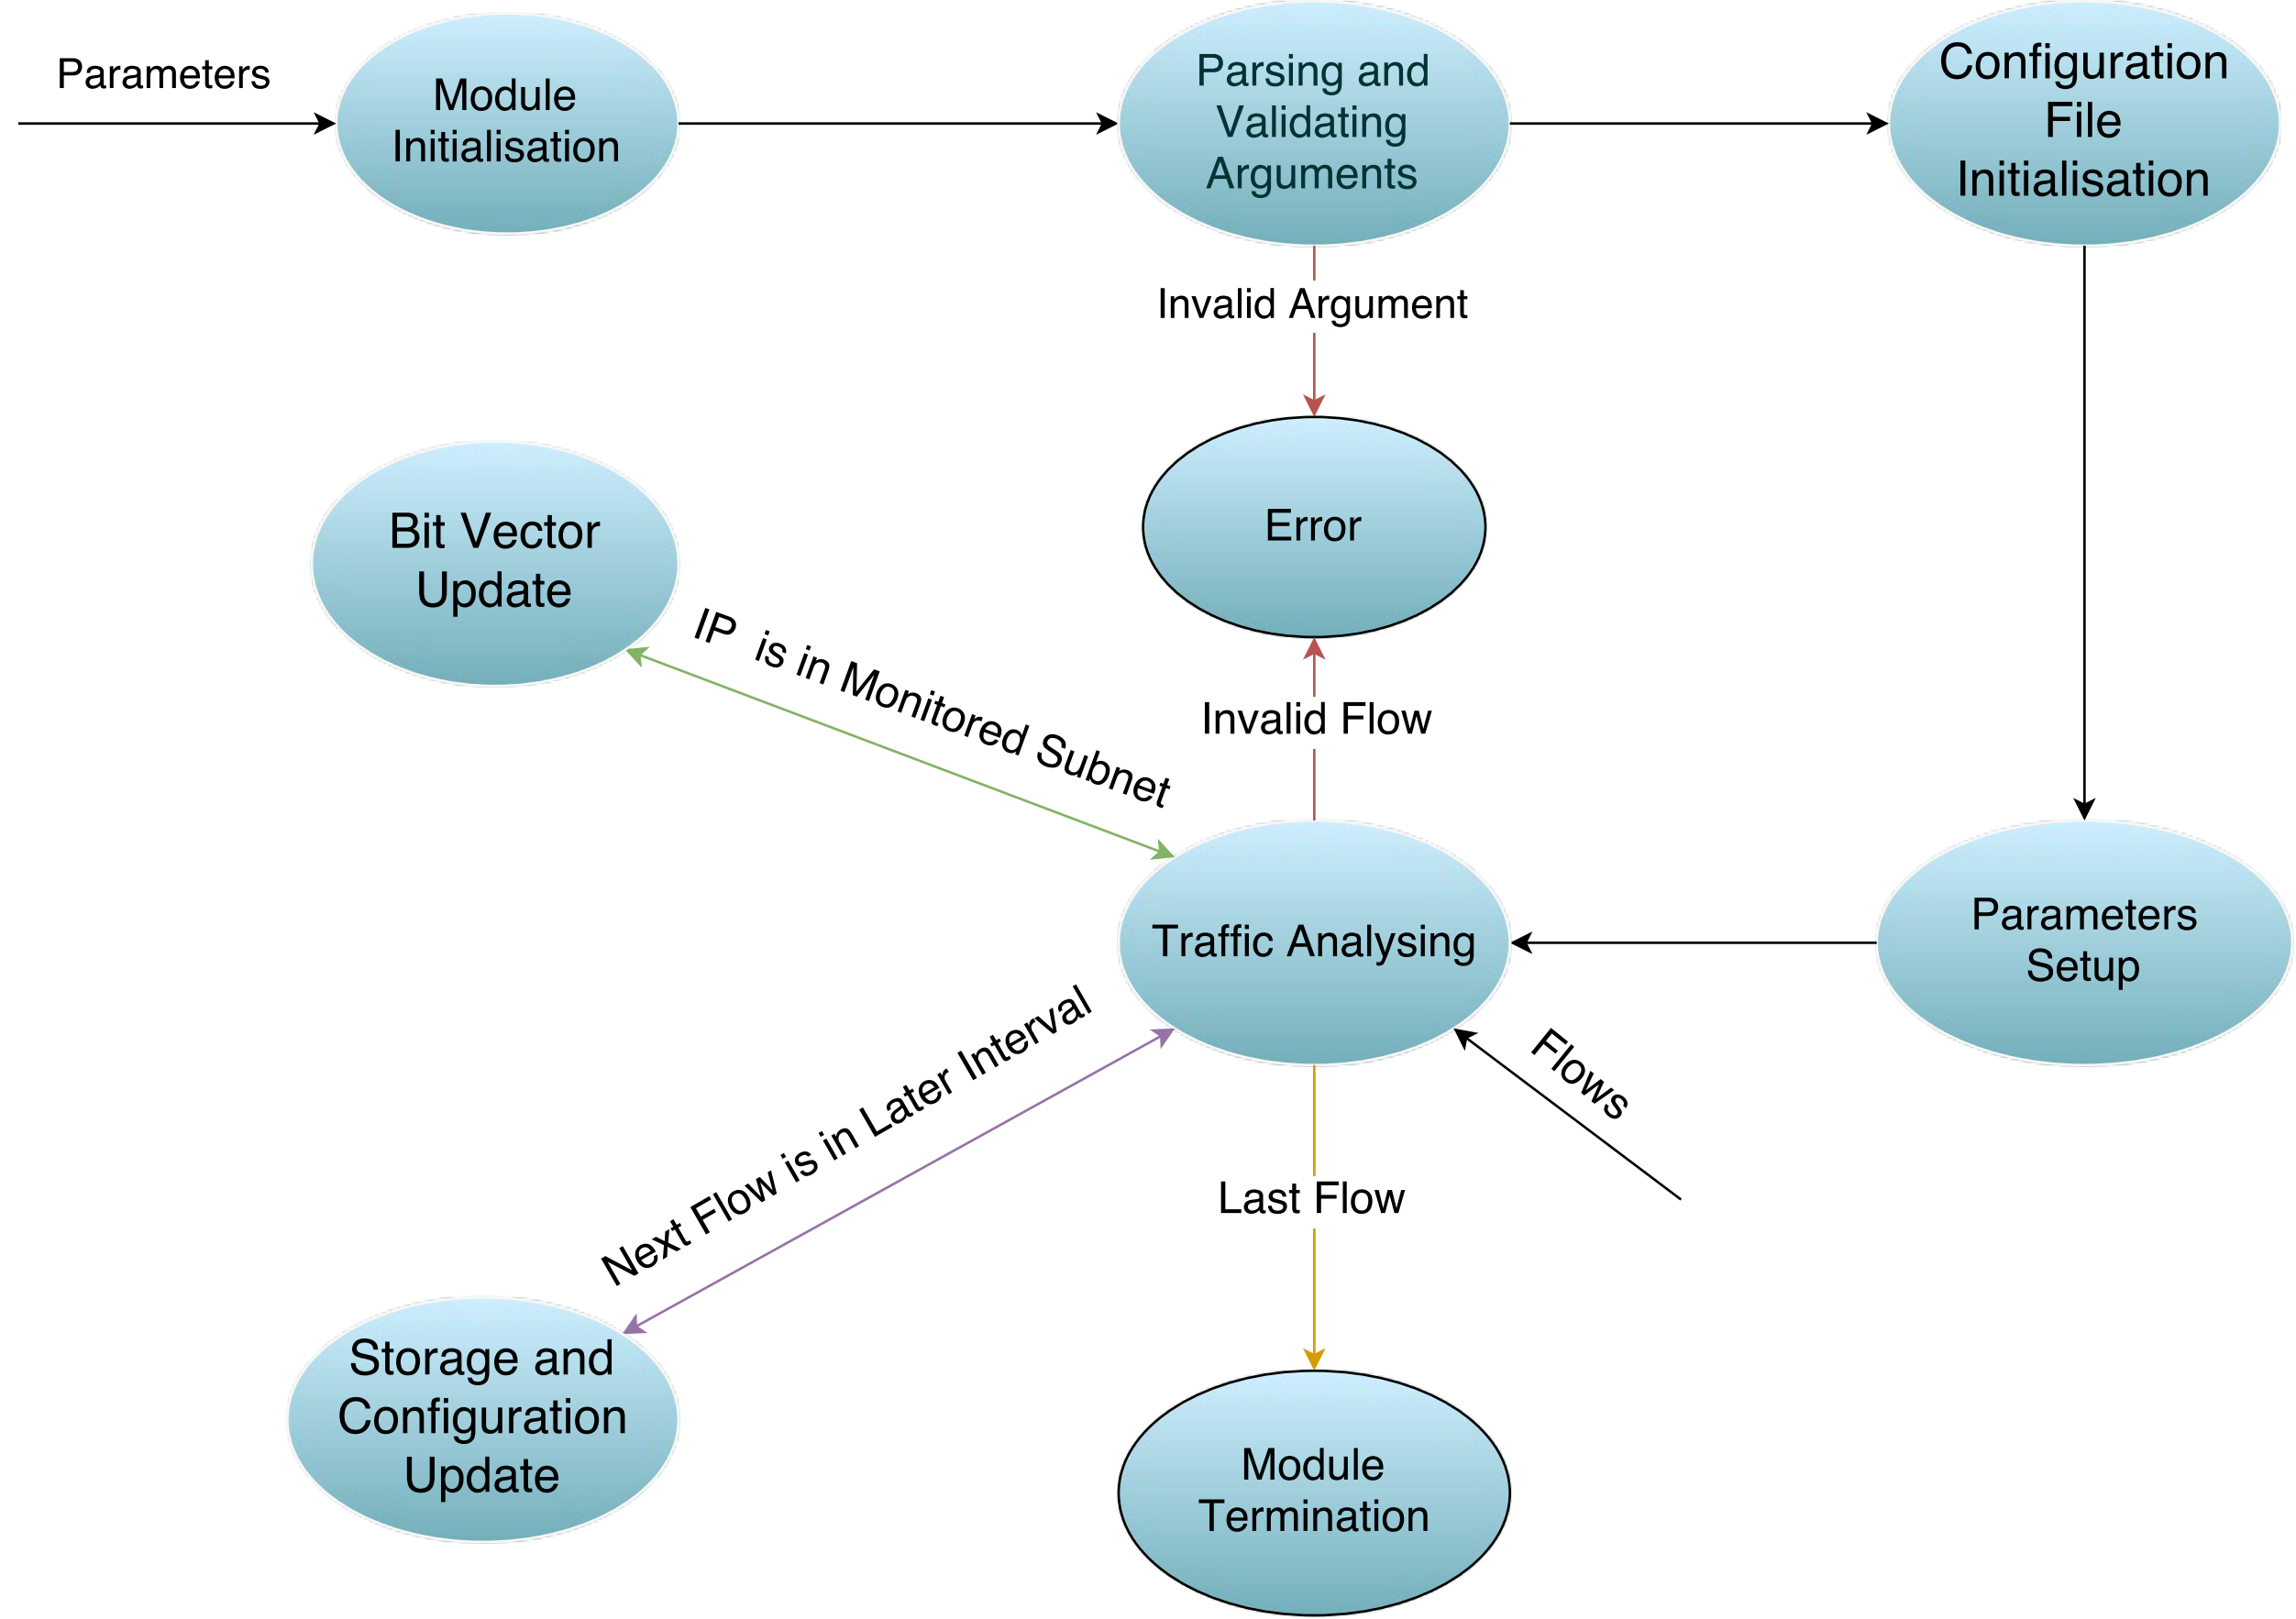 Parameters
Module
Initialisation
Parsing and
Validating
Arguments
Configuration
File
Initialisation
Invalid Argument
Error
Bit Vector
Update
IP is in Monitored Subnet
Invalid Flow
Traffic Analysing
Parameters
Setup
Flows
Next Flow is in Later Interval
Last Flow
Storage and
Configuration
Update
Module
Termination